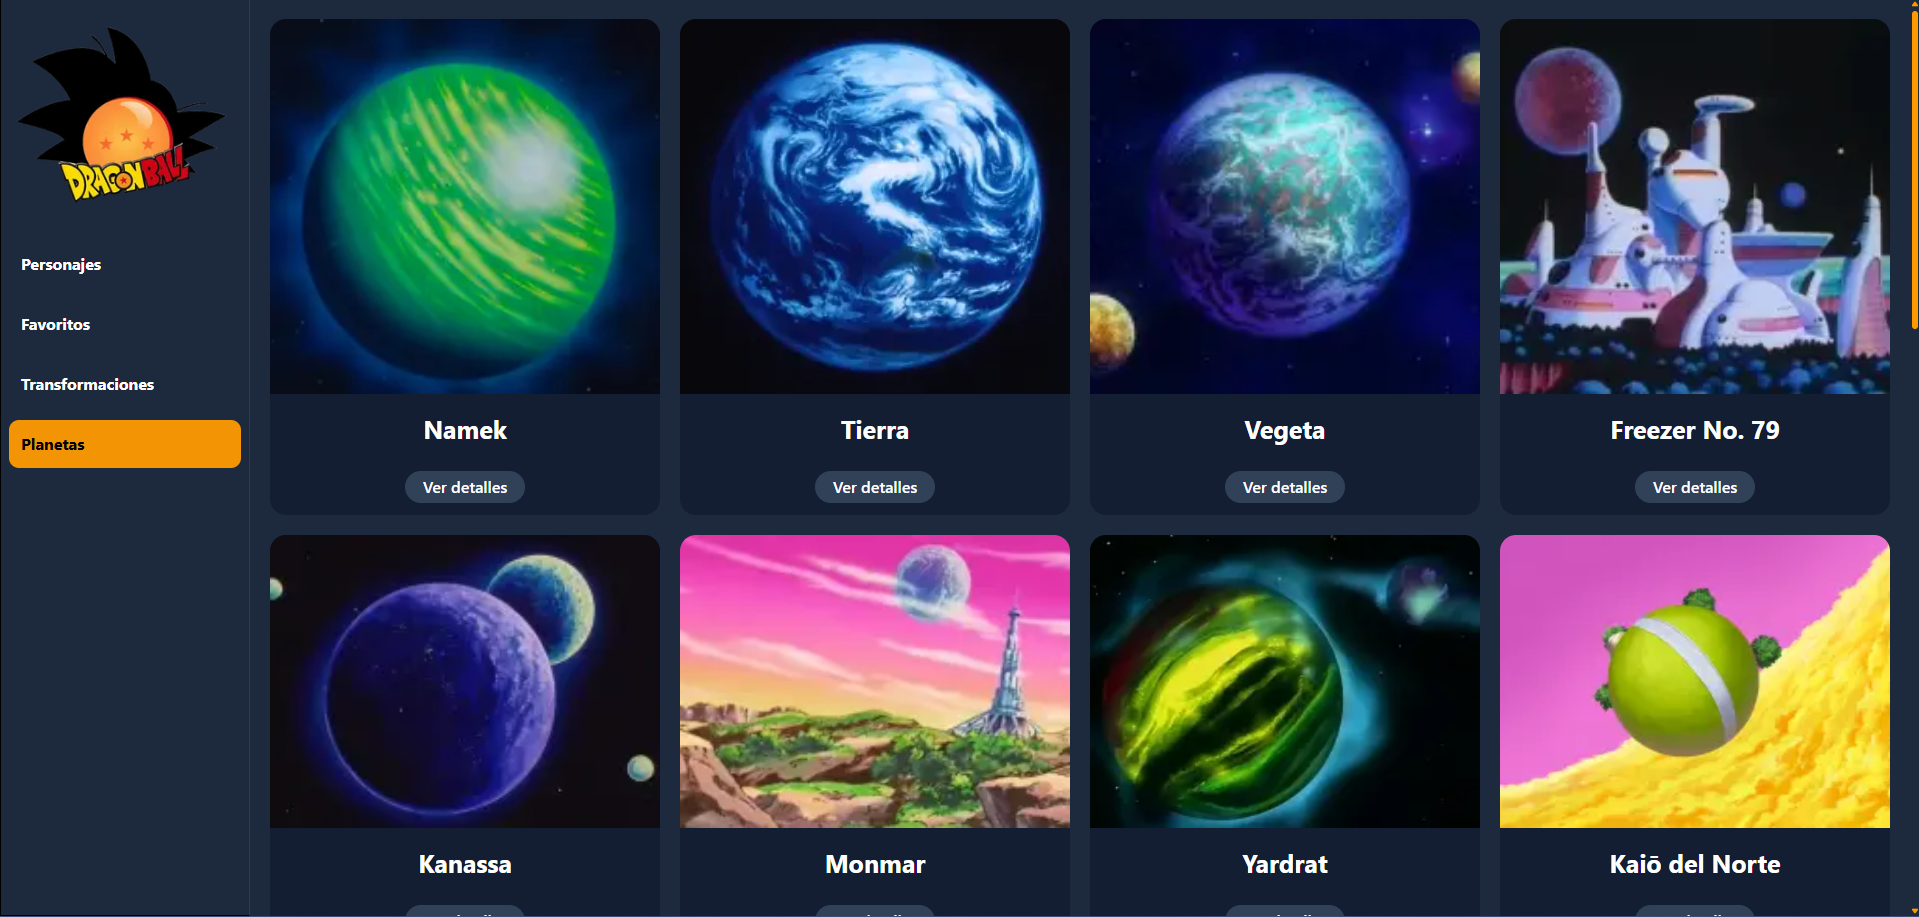 DRAGON BALL
Personajes
Favoritos
Transformaciones
Planetas
Namek
Tierra
Vegeta
Freezer No. 79
Ver detalles
Ver detalles
Ver detalles
Ver detalles
Kanassa
Monmar
Yardrat
Kaiō del Norte